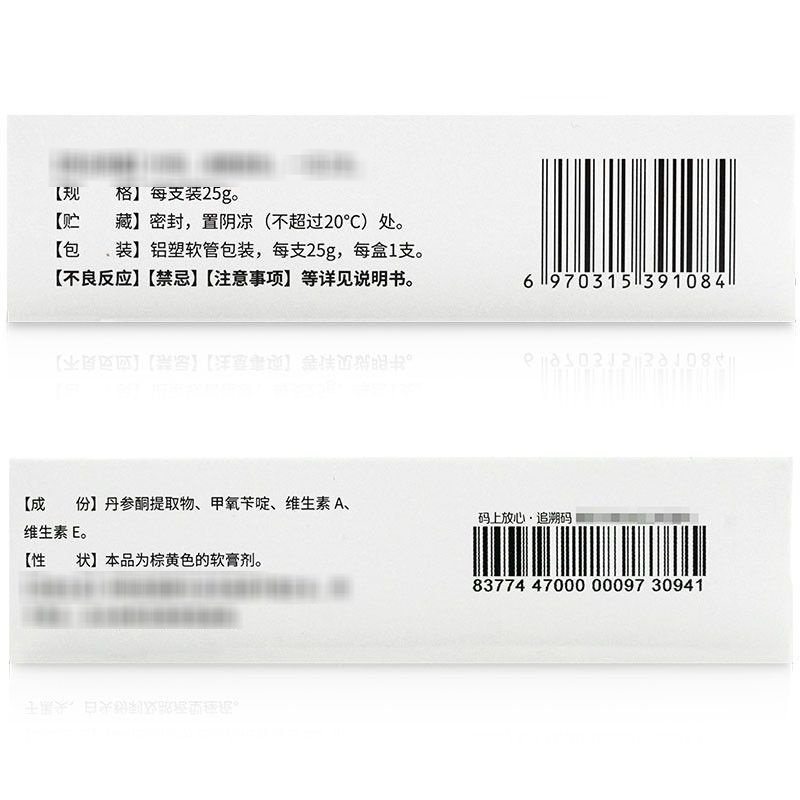 【规 格】每支装25g。
【贮 藏】密封，置阴凉（不超过20℃）处。
【包 装】铝塑软管包装，每支25g，每盒1支。
【不良反应】【禁忌】【注意事项】等详见说明书。
6 970315 391084
【成 份】丹参酮提取物、甲氧苄啶、维生素 A、
维生素 E。
【性 状】本品为棕黄色的软膏剂。
码上放心·追溯码
83774 47000 00097 30941